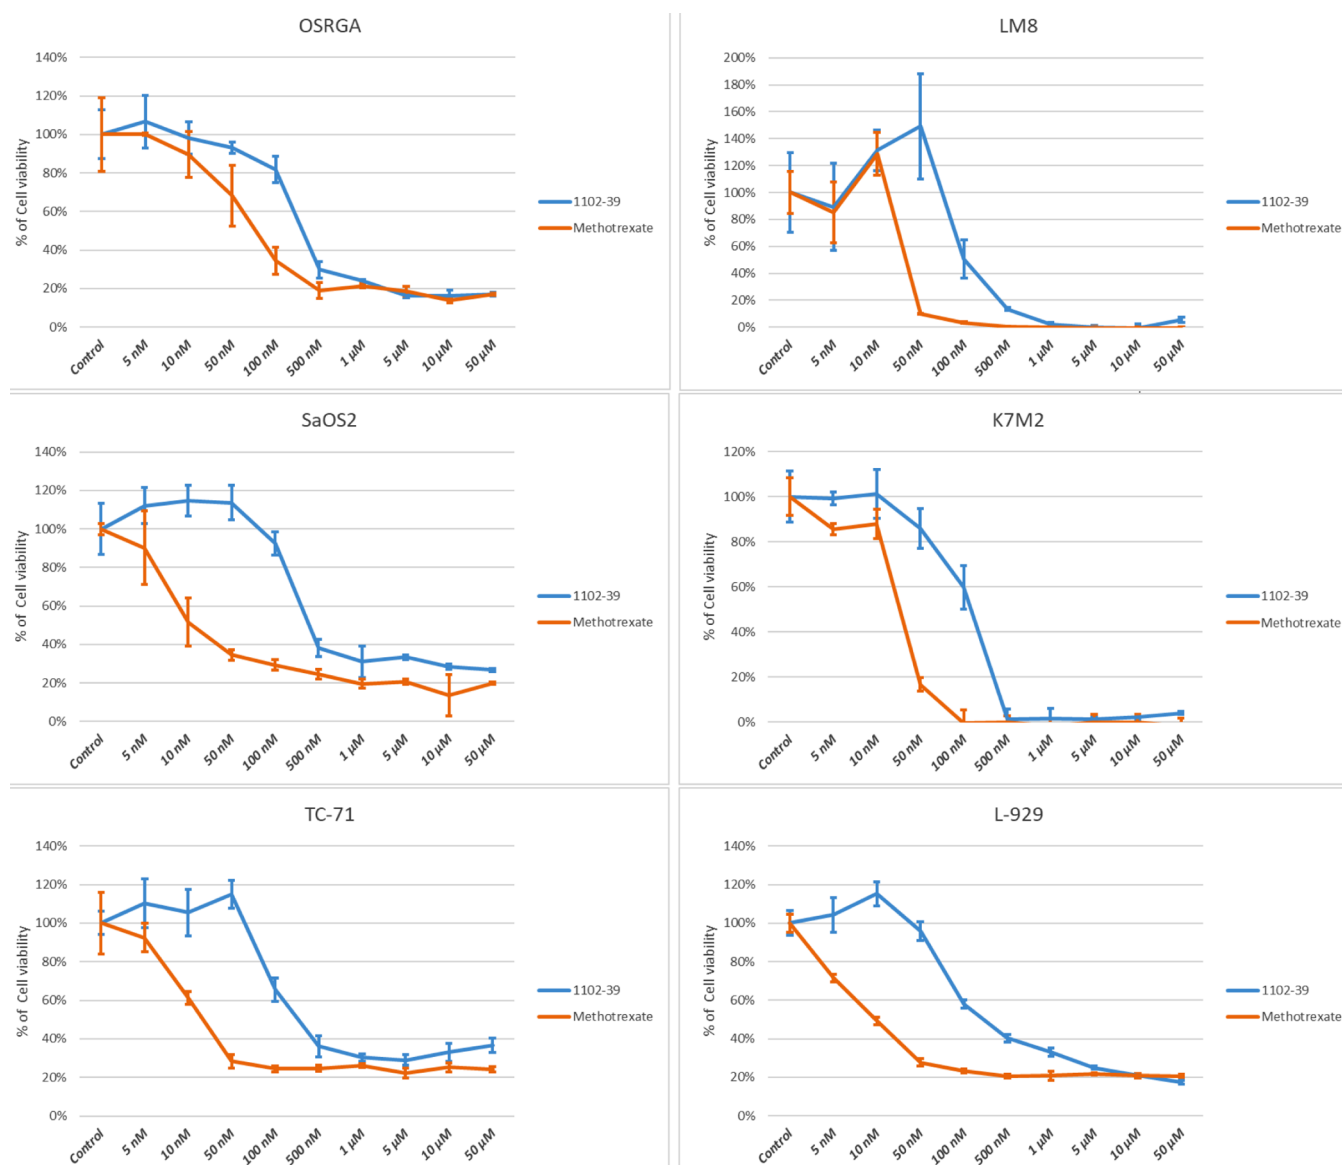 OSRGA
% of Cell viability
140%
120%
100%
80%
60%
40%
20%
0%
Control 5 nM 10 nM 50 nM 100 nM 500 nM 1 µM 5 µM 10 µM 50 µM
1102-39
Methotrexate
LM8
% of Cell viability
200%
180%
160%
140%
120%
100%
80%
60%
40%
20%
0%
Control 5 nM 10 nM 50 nM 100 nM 500 nM 1 µM 5 µM 10 µM 50 µM
1102-39
Methotrexate
SaOS2
% of Cell viability
140%
120%
100%
80%
60%
40%
20%
0%
Control 5 nM 10 nM 50 nM 100 nM 500 nM 1 µM 5 µM 10 µM 50 µM
1102-39
Methotrexate
K7M2
% of Cell viability
120%
100%
80%
60%
40%
20%
0%
Control 5 nM 10 nM 50 nM 100 nM 500 nM 1 µM 5 µM 10 µM 50 µM
1102-39
Methotrexate
TC-71
% of Cell viability
140%
120%
100%
80%
60%
40%
20%
0%
Control 5 nM 10 nM 50 nM 100 nM 500 nM 1 µM 5 µM 10 µM 50 µM
1102-39
Methotrexate
L-929
% of Cell viability
140%
120%
100%
80%
60%
40%
20%
0%
Control 5 nM 10 nM 50 nM 100 nM 500 nM 1 µM 5 µM 10 µM 50 µM
1102-39
Methotrexate